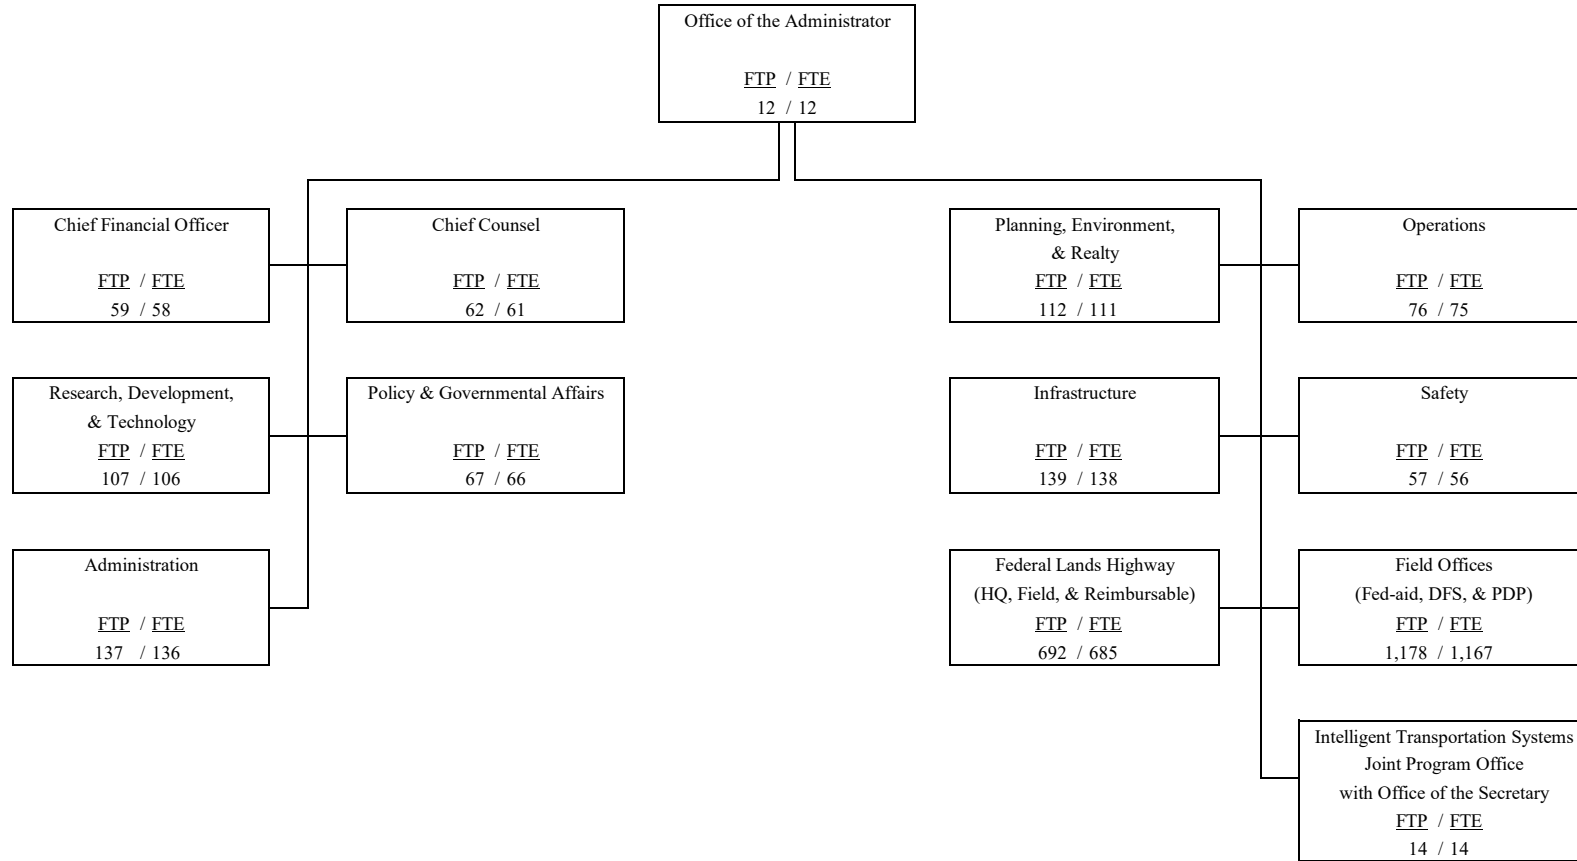 Office of the Administrator
FTP / FTE
12 / 12
Chief Financial Officer
FTP / FTE
59 / 58
Chief Counsel
FTP / FTE
62 / 61
Planning, Environment,
& Realty
FTP / FTE
112 / 111
Operations
FTP / FTE
76 / 75
Research, Development,
& Technology
FTP / FTE
107 / 106
Policy & Governmental Affairs
FTP / FTE
67 / 66
Infrastructure
FTP / FTE
139 / 138
Safety
FTP / FTE
57 / 56
Administration
FTP / FTE
137 / 136
Federal Lands Highway
(HQ, Field, & Reimbursable)
FTP / FTE
692 / 685
Field Offices
(Fed-aid, DFS, & PDP)
FTP / FTE
1,178 / 1,167
Intelligent Transportation Systems
Joint Program Office
with Office of the Secretary
FTP / FTE
14 / 14